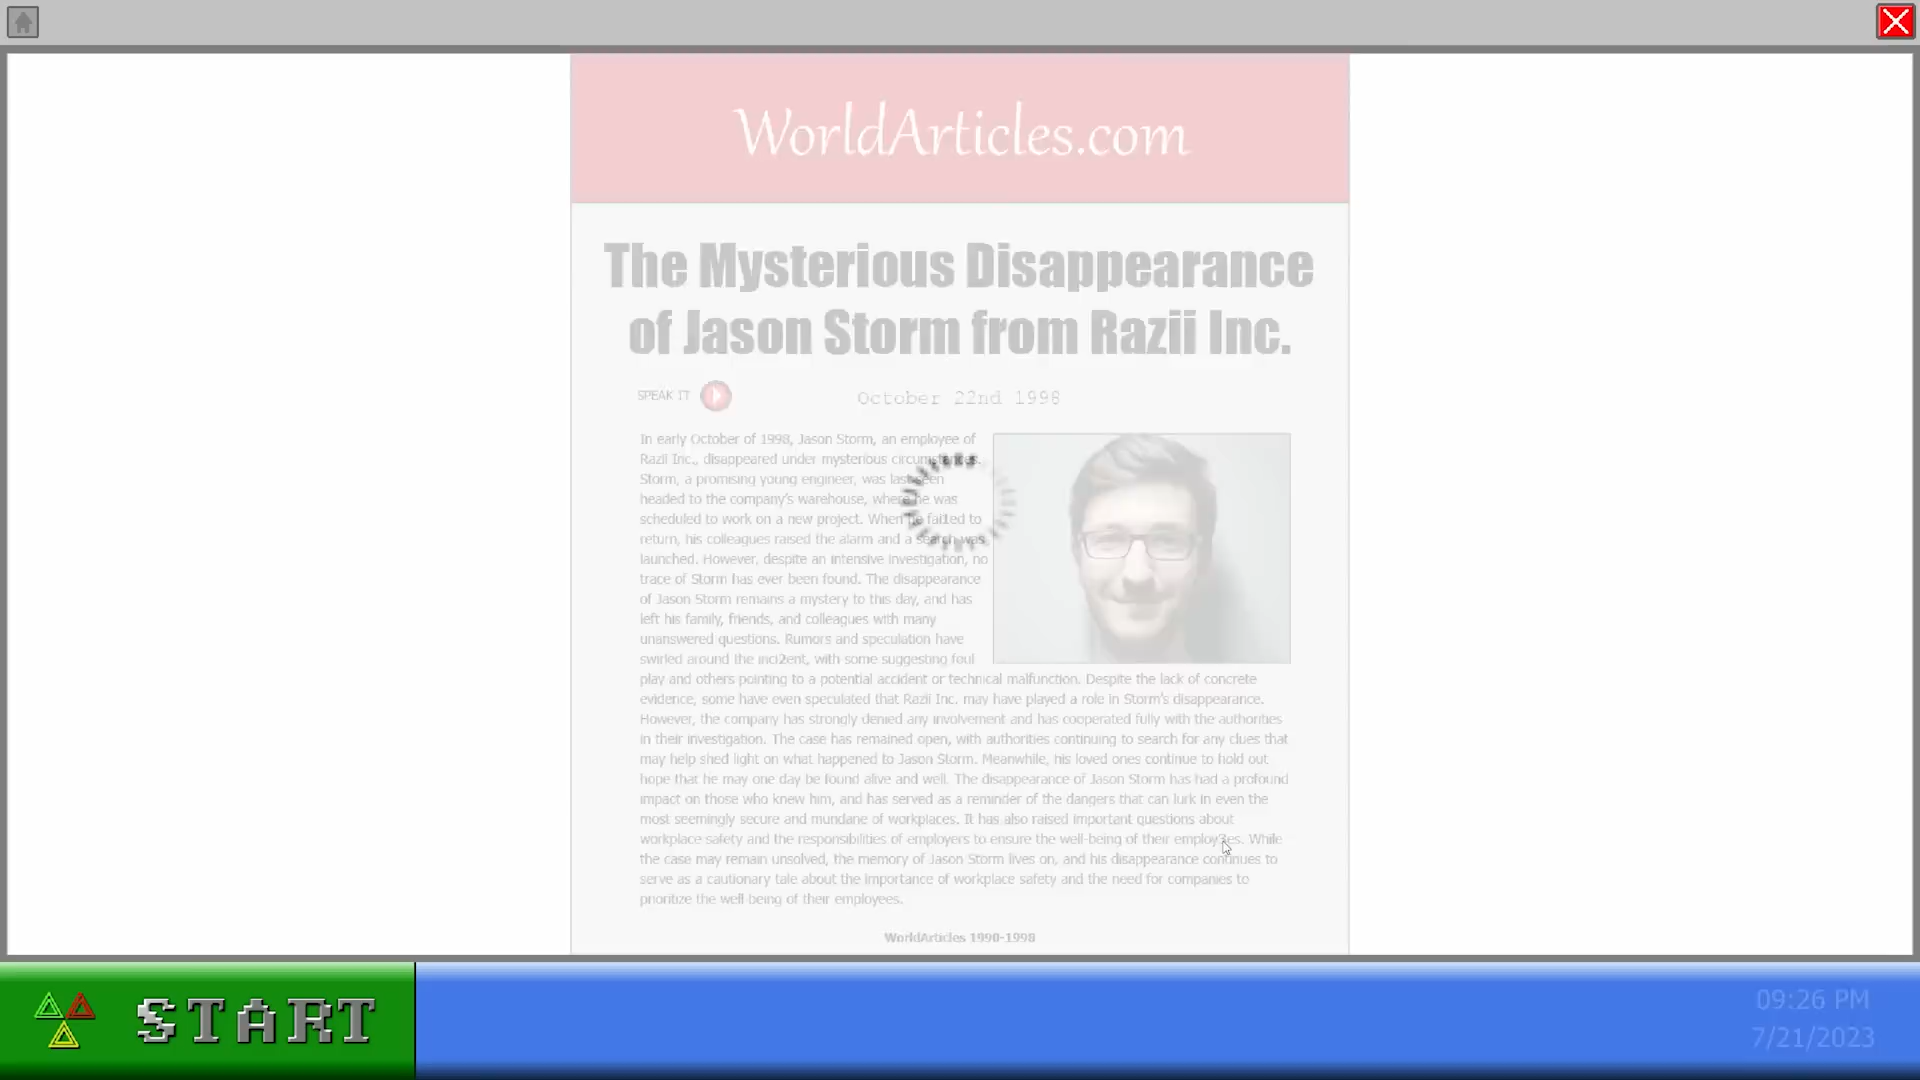 WorldArticles.com
The Mysterious Disappearance
of Jason Storm from Razii Inc.
SPEAK IT
October 22nd 1998
In early October of 1998, Jason Storm, an employee of
Razii Inc., disappeared under mysterious circumstances.
Storm, a promising young engineer, was last seen
headed to the company's warehouse, where he was
scheduled to work on a new project. When he failed to
return, his colleagues raised the alarm and a search was
launched. However, despite an intensive investigation, no
trace of Storm has ever been found. The disappearance
of Jason Storm remains a mystery to this day, and has
left his family, friends, and colleagues with many
unanswered questions. Rumors and speculation have
swirled around the inci2ent, with some suggesting foul
play and others pointing to a potential accident or technical malfunction. Despite the lack of concrete
evidence, some have even speculated that Razii Inc. may have played a role in Storm's disappearance.
However, the company has strongly denied any involvement and has cooperated fully with the authorities
in their investigation. The case has remained open, with authorities continuing to search for any clues that
may help shed light on what happened to Jason Storm. Meanwhile, his loved ones continue to hold out
hope that he may one day be found alive and well. The disappearance of Jason Storm has had a profound
impact on those who knew him, and has served as a reminder of the dangers that can lurk in even the
most seemingly secure and mundane of workplaces. It has also raised important questions about
workplace safety and the responsibilities of employers to ensure the well-being of their employ3es. While
the case may remain unsolved, the memory of Jason Storm lives on, and his disappearance continues to
serve as a cautionary tale about the importance of workplace safety and the need for companies to
prioritize the well-being of their employees.
WorldArticles 1990-1998
START
09:26 PM
7/21/2023